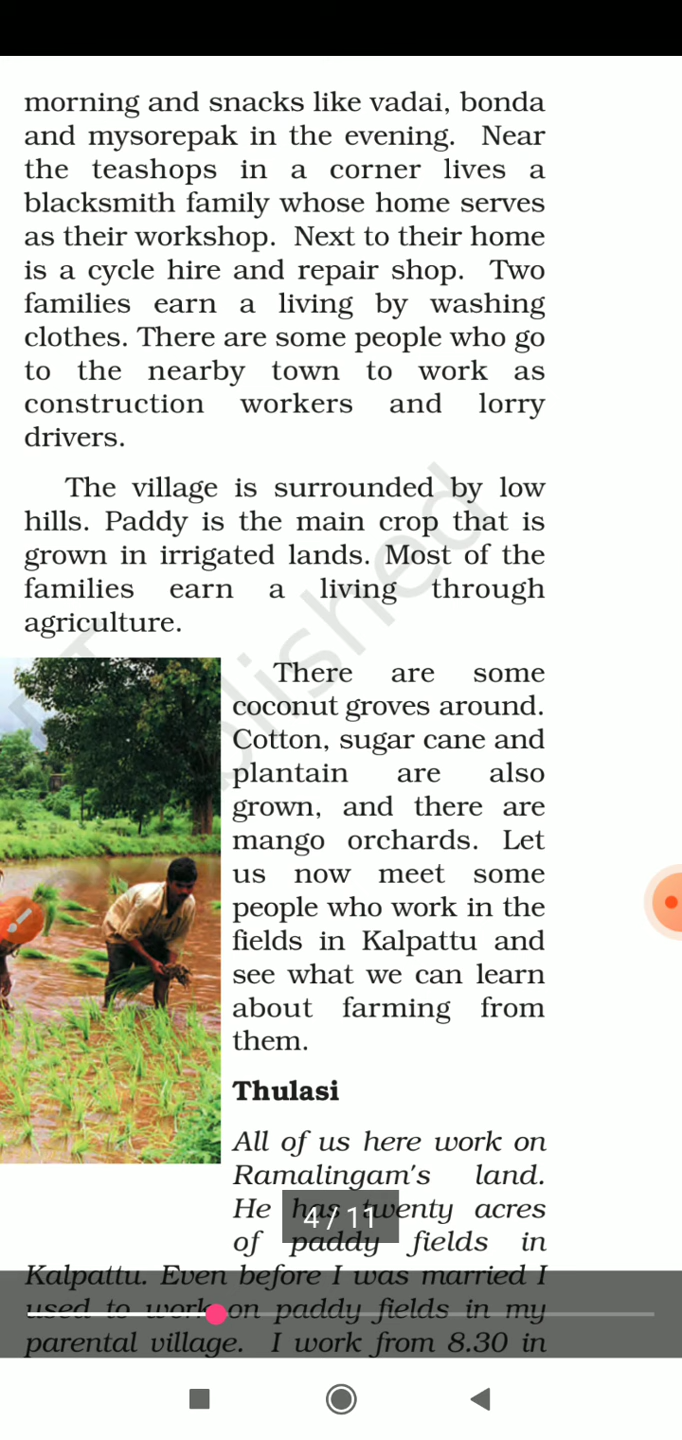 morning and snacks like vadai, bonda
and mysorepak in the evening. Near
the teashops in a corner lives a
blacksmith family whose home serves
as their workshop. Next to their home
is a cycle hire and repair shop. Two
families earn a living by washing
clothes. There are some people who go
to the nearby town to work as
construction workers and lorry
drivers.
The village is surrounded by low
hills. Paddy is the main crop that is
grown in irrigated lands. Most of the
families earn a living through
agriculture.
There are some
coconut groves around.
Cotton, sugar cane and
plantain are also
grown, and there are
mango orchards. Let
us now meet some
people who work in the
fields in Kalpattu and
see what we can learn
about farming from
them.
Thulasi
All of us here work on
Ramalingam's land.
He has twenty acres
4 / 11
of paddy fields in
Kalpattu. Even before I was married I
used to work on paddy fields in my
parental village. I work from 8.30 in